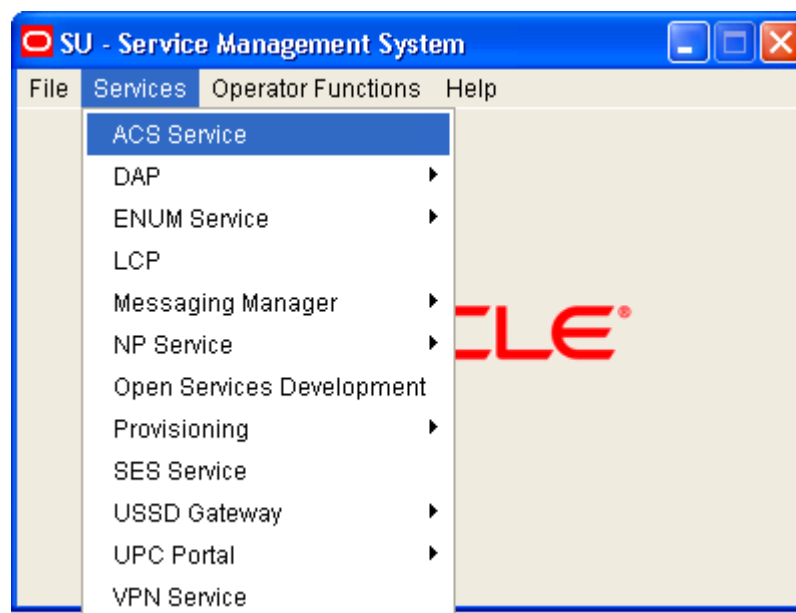 SU - Service Management System
File Services Operator Functions Help
ACS Service
DAP
ENUM Service
LCP
Messaging Manager
NP Service
CLE®
Open Services Development
Provisioning
SES Service
USSD Gateway
UPC Portal
VPN Service